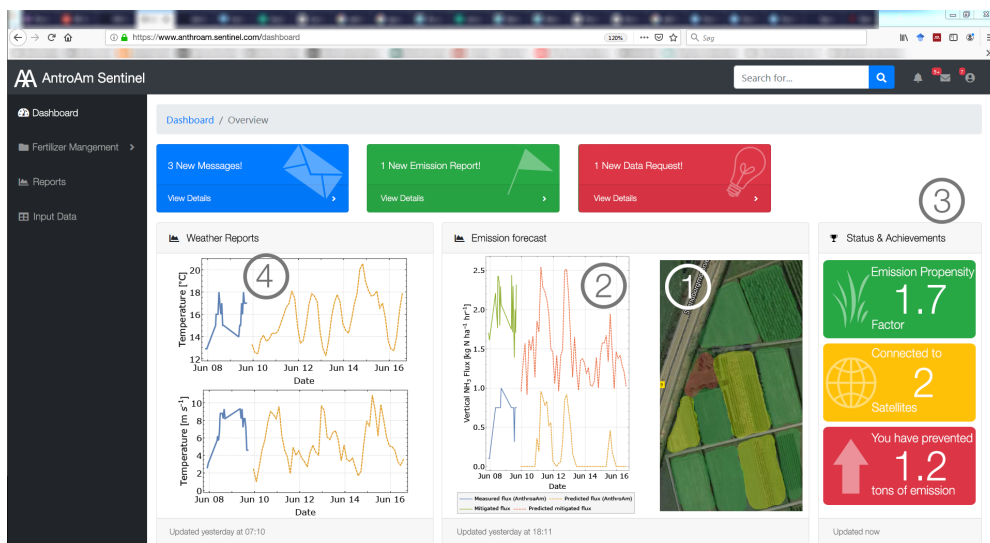 https://www.anthroam.sentinel.com/dashboard
120%
Søg
AA AntroAm Sentinel
Search for...
9+
7
Dashboard
Fertilizer Mangement
Reports
Input Data
Dashboard / Overview
3 New Messages!
View Details
1 New Emission Report!
View Details
1 New Data Request!
View Details
3
Weather Reports
4
Temperature [°C]
20
18
16
14
12
Jun 08 Jun 10 Jun 12 Jun 14 Jun 16
Date
Temperature [m s⁻¹]
10
8
6
4
2
0
Jun 08 Jun 10 Jun 12 Jun 14 Jun 16
Date
Updated yesterday at 07:10
Emission forecast
2
1
Vertical NH₃ Flux [kg N ha⁻¹ hr⁻¹]
2.5
2.0
1.5
1.0
0.5
0.0
Jun 08 Jun 10 Jun 12 Jun 14 Jun 16
Date
Measured flux (AnthroaAm) Predicted flux (AnthroAm)
Mitigated flux Predicted mitigated flux
Updated yesterday at 18:11
Status & Achievements
Emission Propensity
1.7
Factor
Connected to
2
Satellites
You have prevented
1.2
tons of emission
Updated now